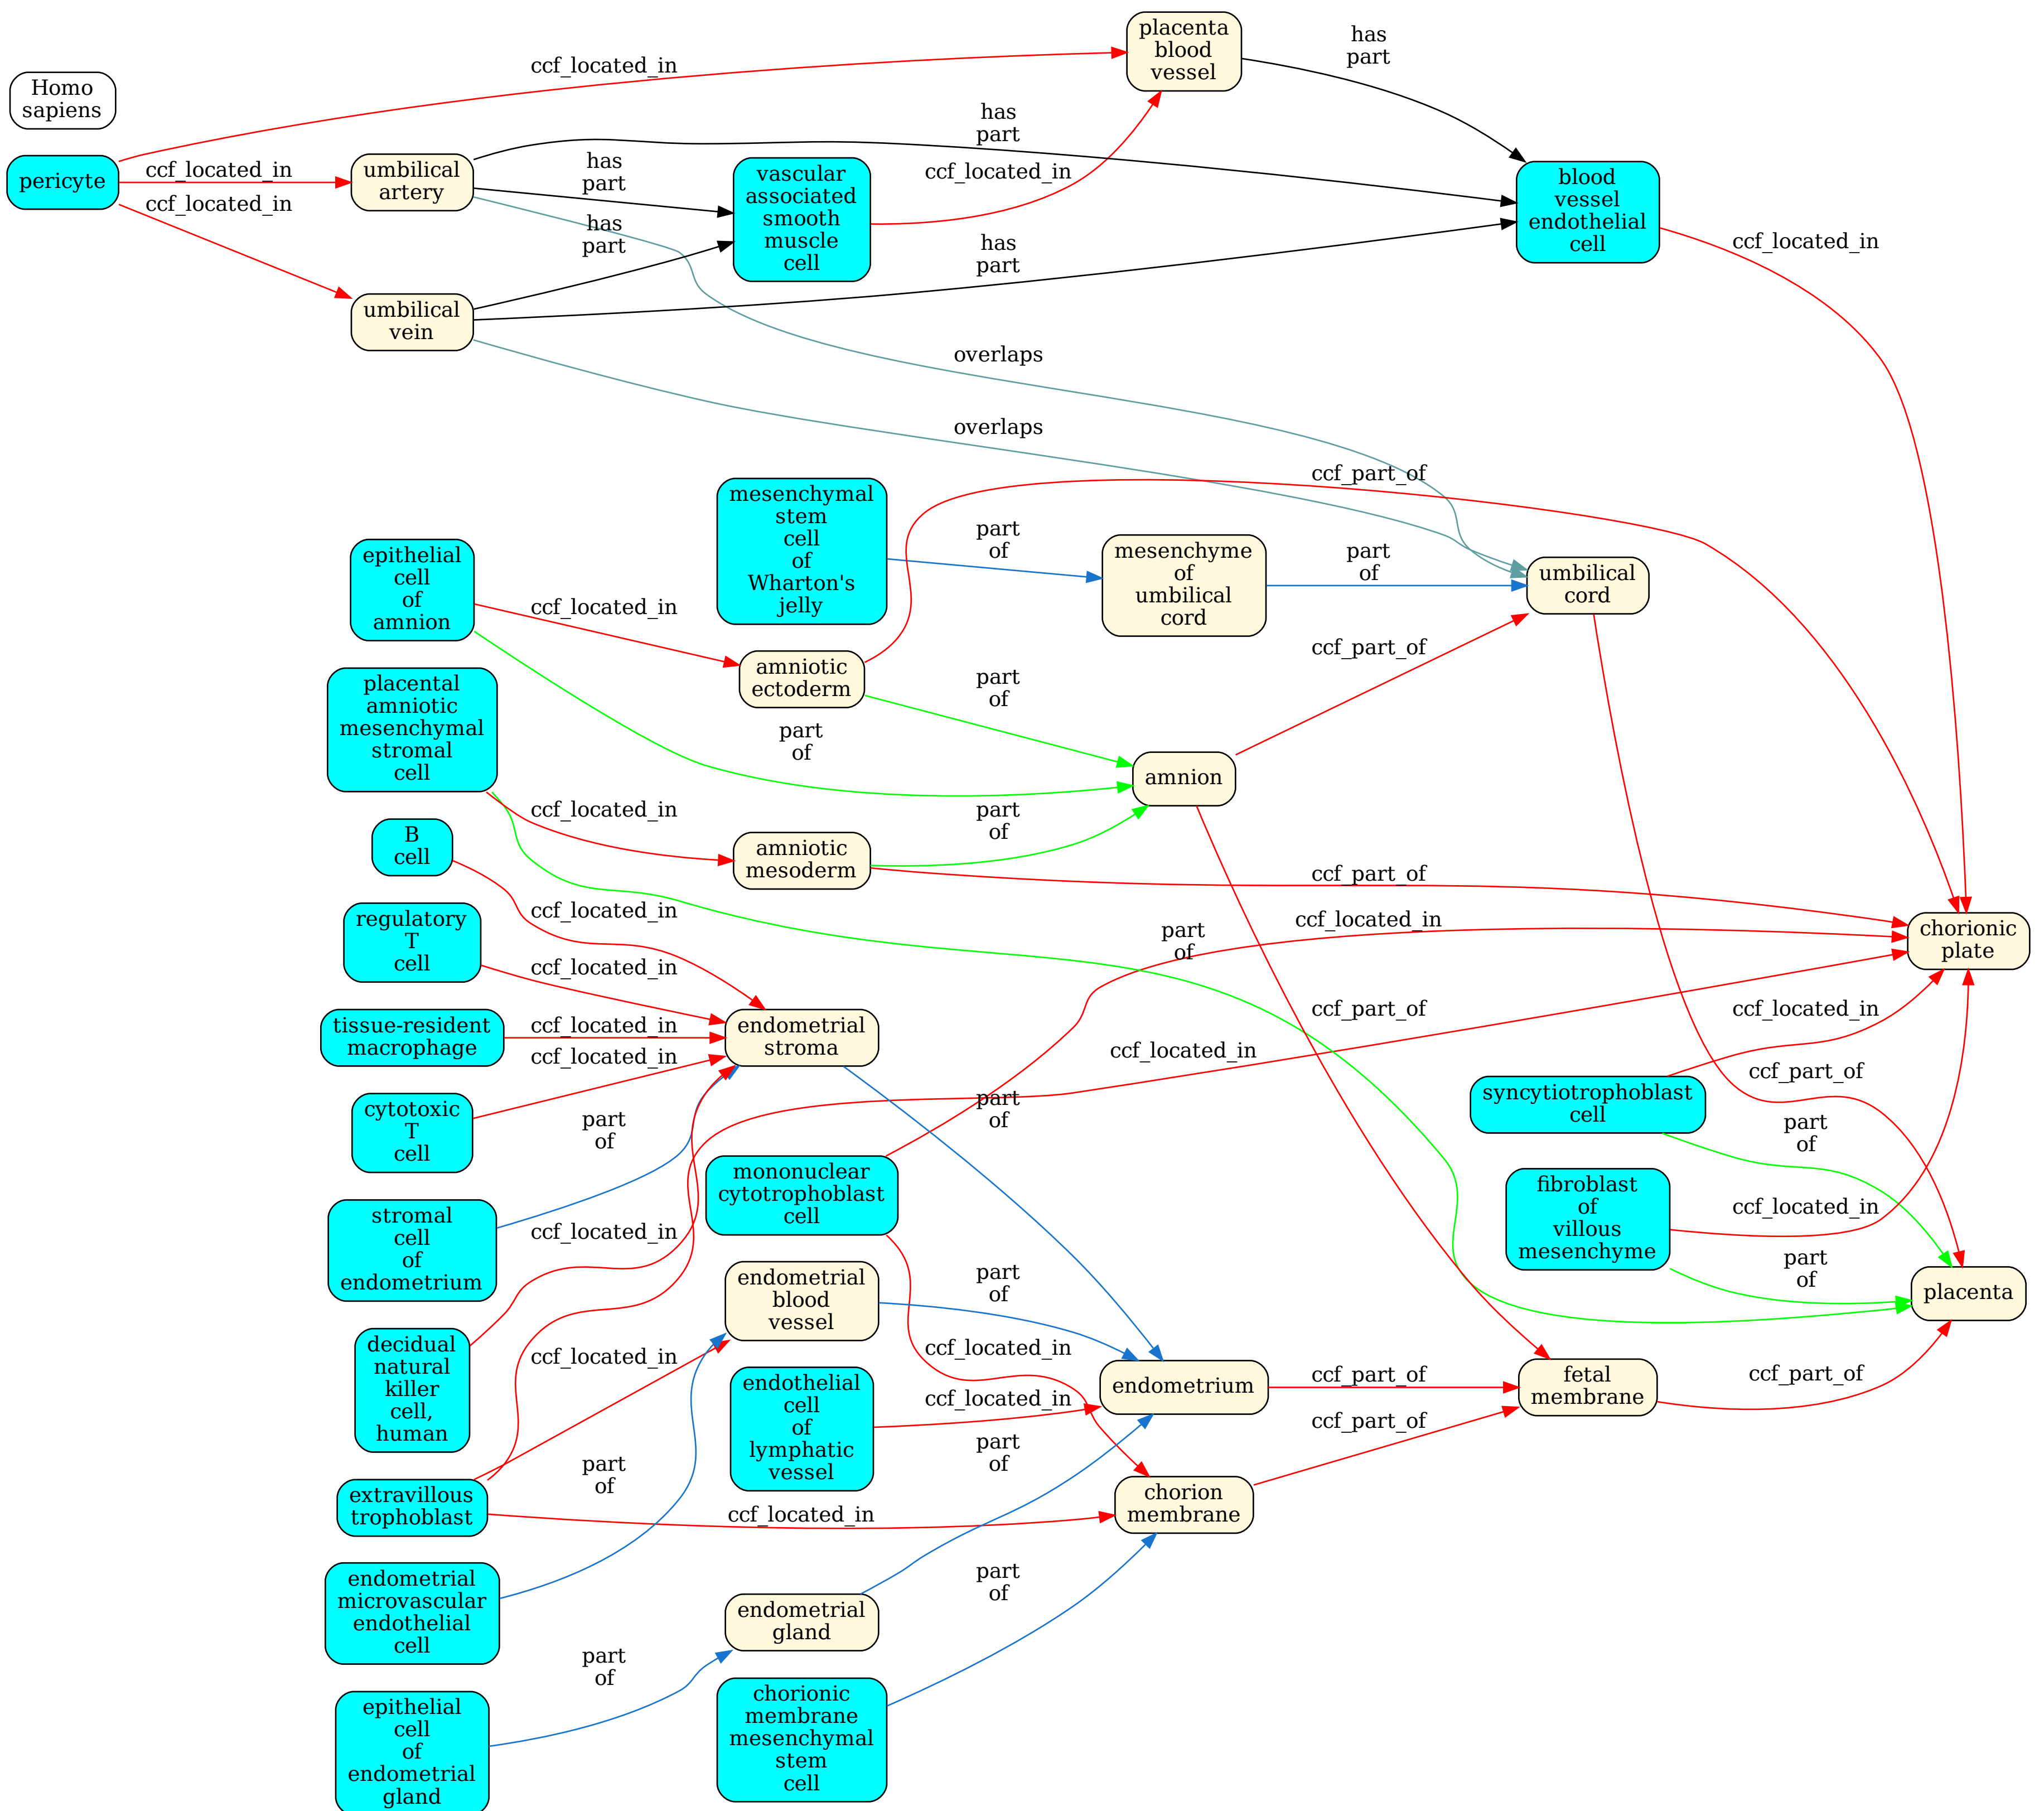 placenta
blood
vessel
has
part
ccf_located_in
Homo
sapiens
pericyte
ccf_located_in
ccf_located_in
umbilical
artery
has
part
has
part
vascular
associated
smooth
muscle
cell
ccf_located_in
has
part
has
part
blood
vessel
endothelial
cell
ccf_located_in
umbilical
vein
overlaps
overlaps
ccf_part_of
mesenchymal
stem
cell
of
Wharton's
jelly
part
of
mesenchyme
of
umbilical
cord
part
of
umbilical
cord
epithelial
cell
of
amnion
ccf_located_in
amniotic
ectoderm
part
of
part
of
ccf_part_of
placental
amniotic
mesenchymal
stromal
cell
amnion
ccf_located_in
amniotic
mesoderm
part
of
ccf_part_of
B
cell
ccf_located_in
part
of
ccf_located_in
chorionic
plate
regulatory
T
cell
ccf_located_in
tissue-resident
macrophage
ccf_located_in
ccf_located_in
endometrial
stroma
ccf_located_in
ccf_part_of
ccf_located_in
cytotoxic
T
cell
part
of
part
of
syncytiotrophoblast
cell
ccf_part_of
part
of
mononuclear
cytotrophoblast
cell
stromal
cell
of
endometrium
ccf_located_in
fibroblast
of
villous
mesenchyme
ccf_located_in
part
of
placenta
endometrial
blood
vessel
part
of
decidual
natural
killer
cell,
human
ccf_located_in
ccf_located_in
endothelial
cell
of
lymphatic
vessel
ccf_located_in
endometrium
ccf_part_of
fetal
membrane
ccf_part_of
part
of
ccf_part_of
extravillous
trophoblast
part
of
ccf_located_in
chorion
membrane
endometrial
microvascular
endothelial
cell
endometrial
gland
part
of
epithelial
cell
of
endometrial
gland
part
of
chorionic
membrane
mesenchymal
stem
cell